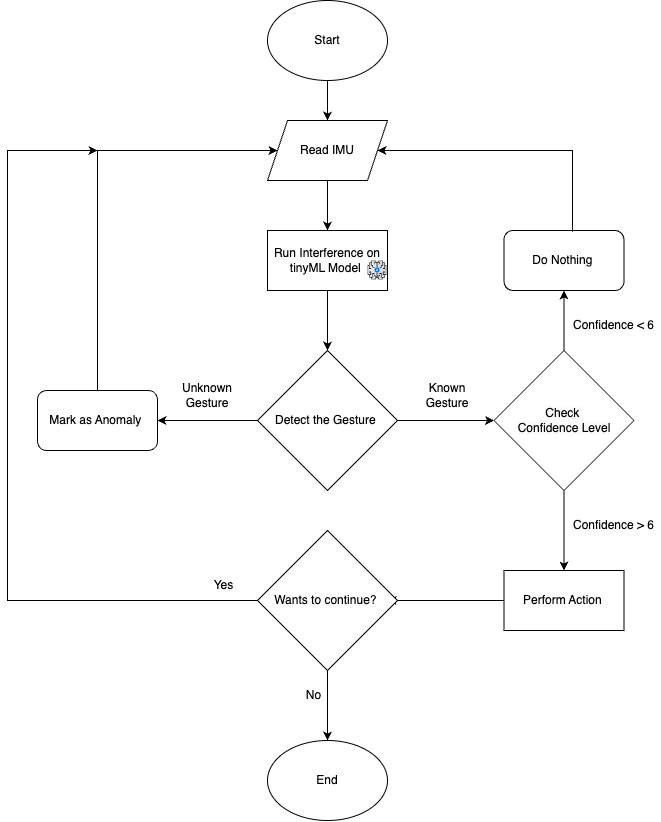 Start
Read IMU
Run Interference on
tinyML Model
Do Nothing
Confidence < 6
Unknown
Gesture
Known
Gesture
Mark as Anomaly
Detect the Gesture
Check
Confidence Level
Confidence > 6
Yes
Wants to continue?
Perform Action
No
End